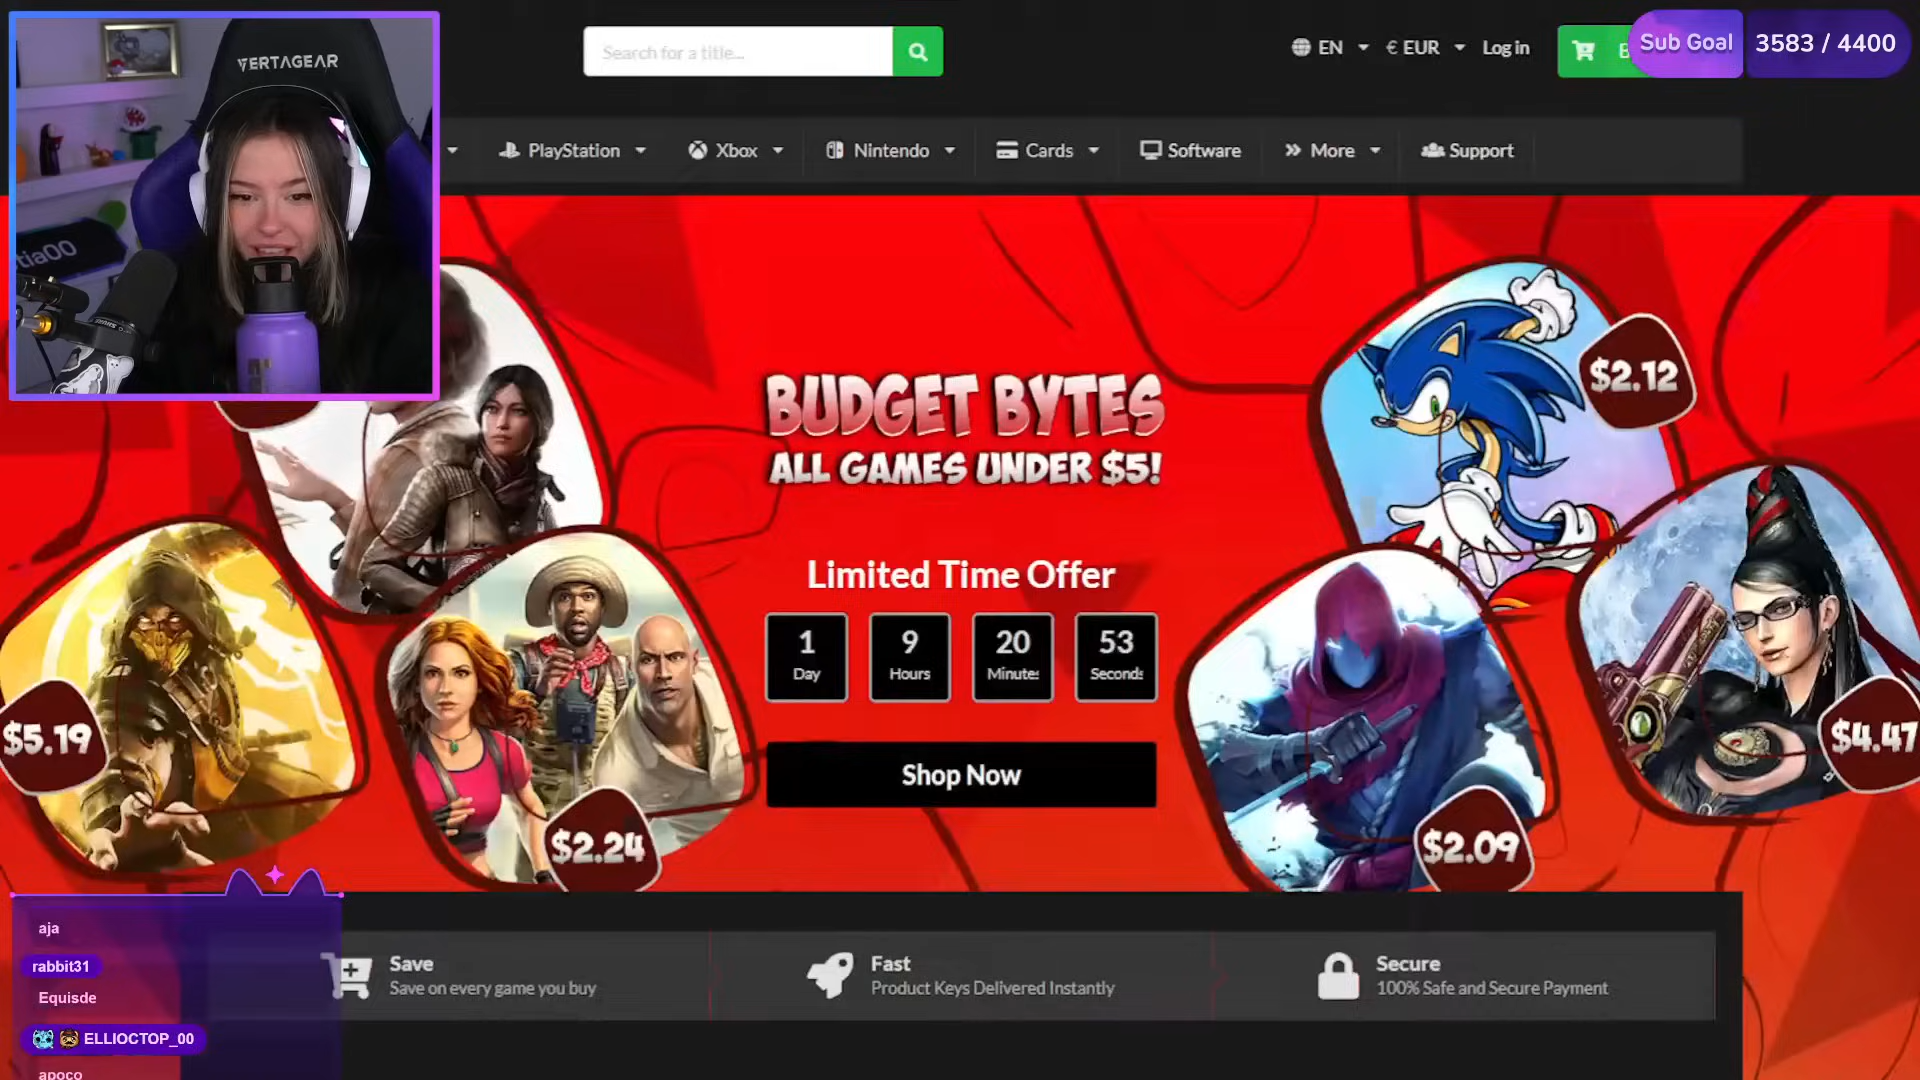 VERTAGEAR
tia00
Search for a title...
EN
€ EUR
Log in
Sub Goal
3583 / 4400
PlayStation
Xbox
Nintendo
Cards
Software
More
Support
BUDGET BYTES
ALL GAMES UNDER $5!
Limited Time Offer
1
Day
9
Hours
20
Minutes
53
Seconds
Shop Now
$5.19
$2.24
$2.12
$2.09
$4.47
Save
Save on every game you buy
Fast
Product Keys Delivered Instantly
Secure
100% Safe and Secure Payment
aja
rabbit31
Equisde
ELLIOCTOP_00
apoco